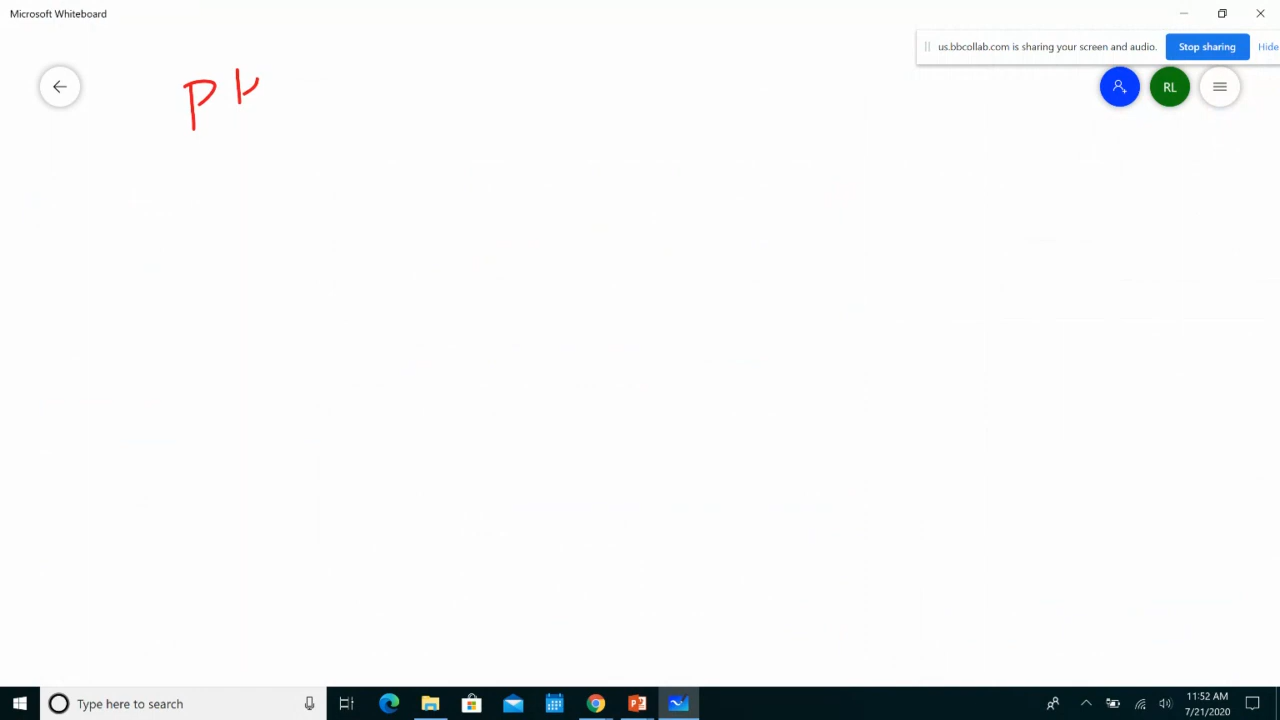 Microsoft Whiteboard
us.bbcollab.com is sharing your screen and audio. Stop sharing Hide
RL
P
Type here to search
11:52 AM
7/21/2020